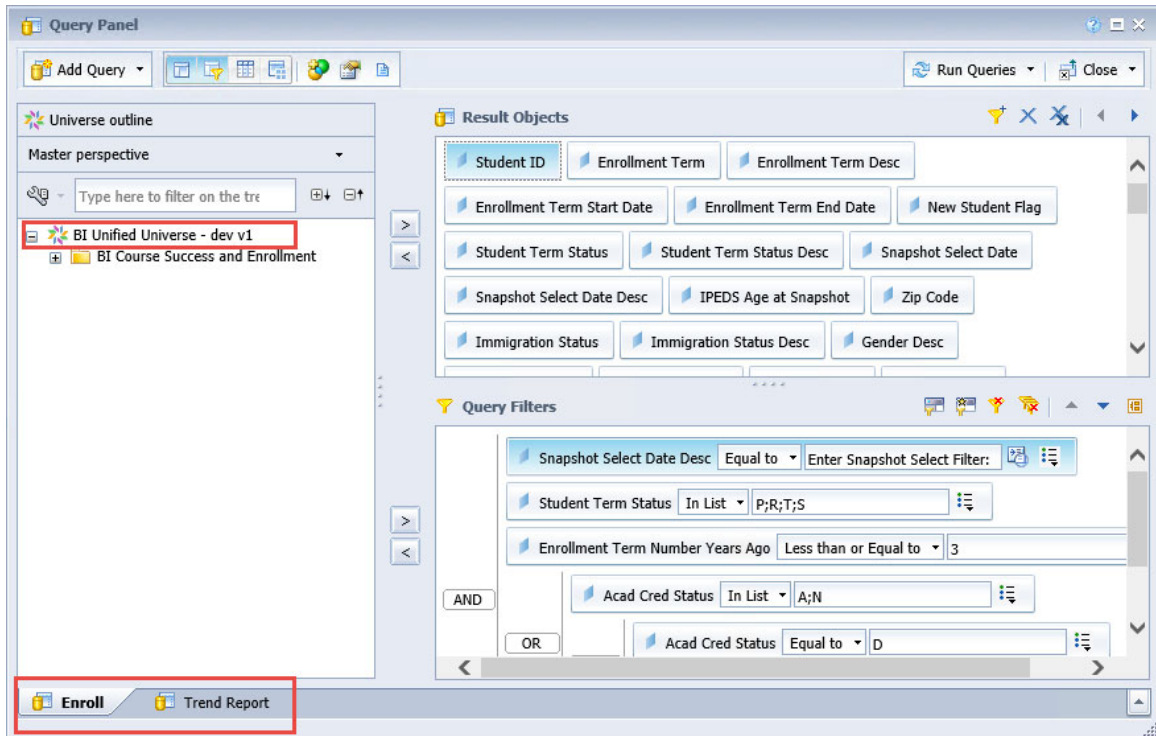 Query Panel
Add Query
Run Queries
Close
Universe outline
Master perspective
Type here to filter on the tre
BI Unified Universe - dev v1
BI Course Success and Enrollment
Result Objects
Student ID Enrollment Term Enrollment Term Desc
Enrollment Term Start Date Enrollment Term End Date New Student Flag
Student Term Status Student Term Status Desc Snapshot Select Date
Snapshot Select Date Desc IPEDS Age at Snapshot Zip Code
Immigration Status Immigration Status Desc Gender Desc
Query Filters
Snapshot Select Date Desc Equal to Enter Snapshot Select Filter:
Student Term Status In List P;R;T;S
Enrollment Term Number Years Ago Less than or Equal to 3
AND
Acad Cred Status In List A;N
OR
Acad Cred Status Equal to D
Enroll Trend Report